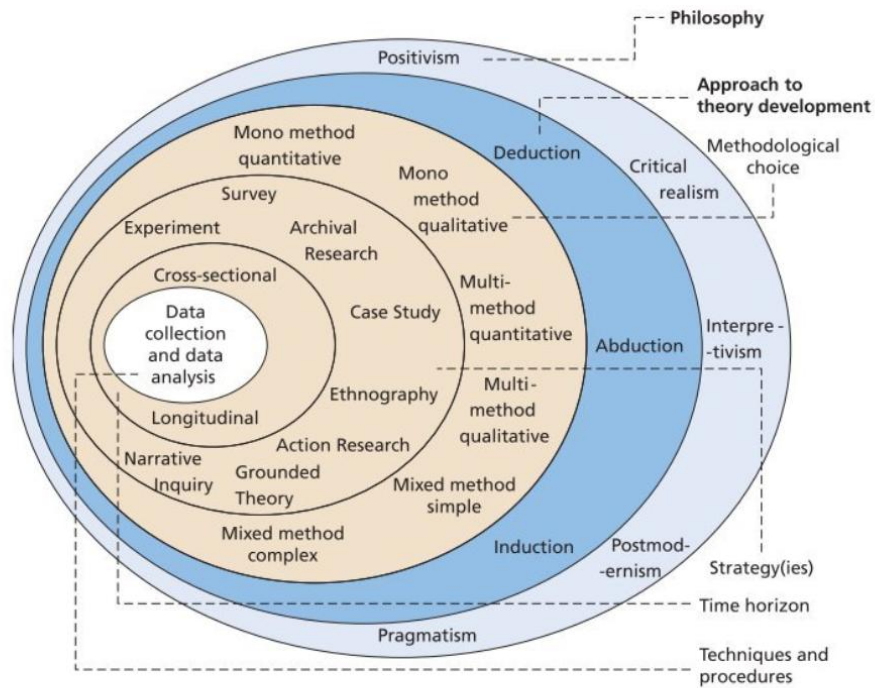 Philosophy
Positivism
Approach to
theory development
Mono method
quantitative
Deduction
Methodological
choice
Critical
realism
Mono
method
qualitative
Survey
Experiment
Archival
Research
Cross-sectional
Multi-
method
quantitative
Data
collection
and data
analysis
Case Study
Abduction
Interpre -
-tivism
Ethnography
Multi-
method
qualitative
Longitudinal
Action Research
Narrative
Inquiry
Grounded
Theory
Mixed method
simple
Mixed method
complex
Induction
Postmod-
-ernism
Strategy(ies)
Time horizon
Pragmatism
Techniques and
procedures